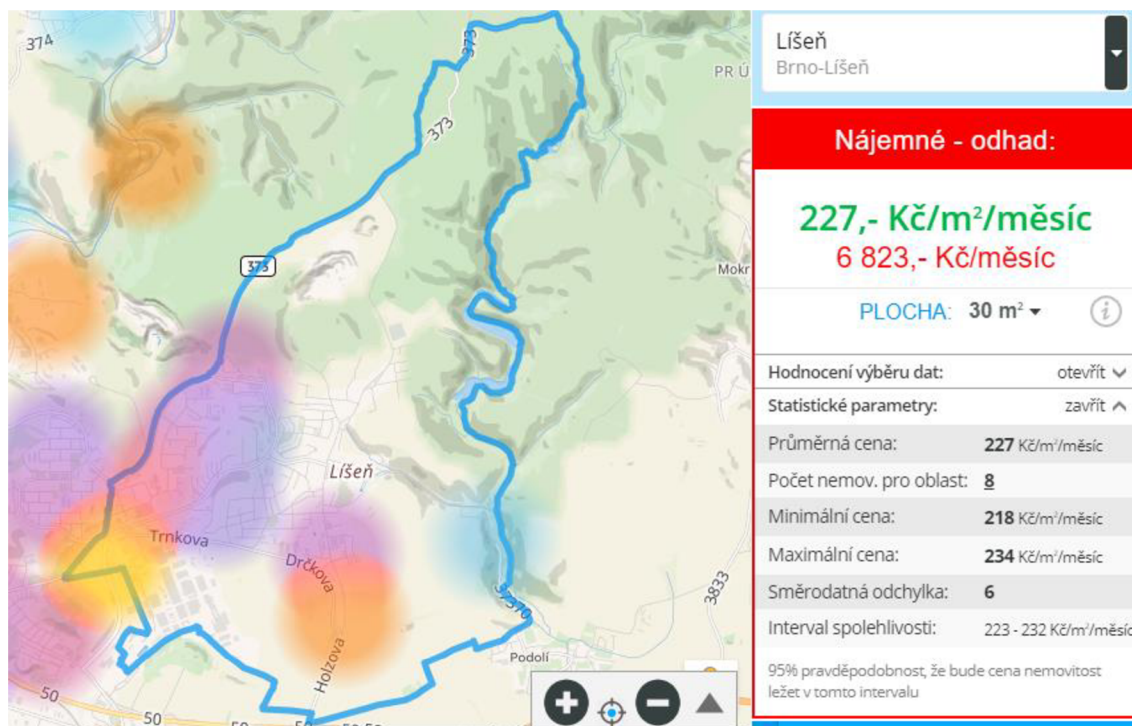 374
373
373
373
PR Ú
Mokr
Líšeň
Trnkova
Drčkova
Holzova
37370
3833
Podolí
50
50
50
50 50
Líšeň
Brno-Líšeň
Nájemné - odhad:
227,- Kč/m²/měsíc
6 823,- Kč/měsíc
PLOCHA: 30 m²
Hodnocení výběru dat: otevřít
Statistické parametry: zavřít
Průměrná cena: 227 Kč/m²/měsíc
Počet nemov. pro oblast: 8
Minimální cena: 218 Kč/m²/měsíc
Maximální cena: 234 Kč/m²/měsíc
Směrodatná odchylka: 6
Interval spolehlivosti: 223 - 232 Kč/m²/měsíc
95% pravděpodobnost, že bude cena nemovitost
ležet v tomto intervalu